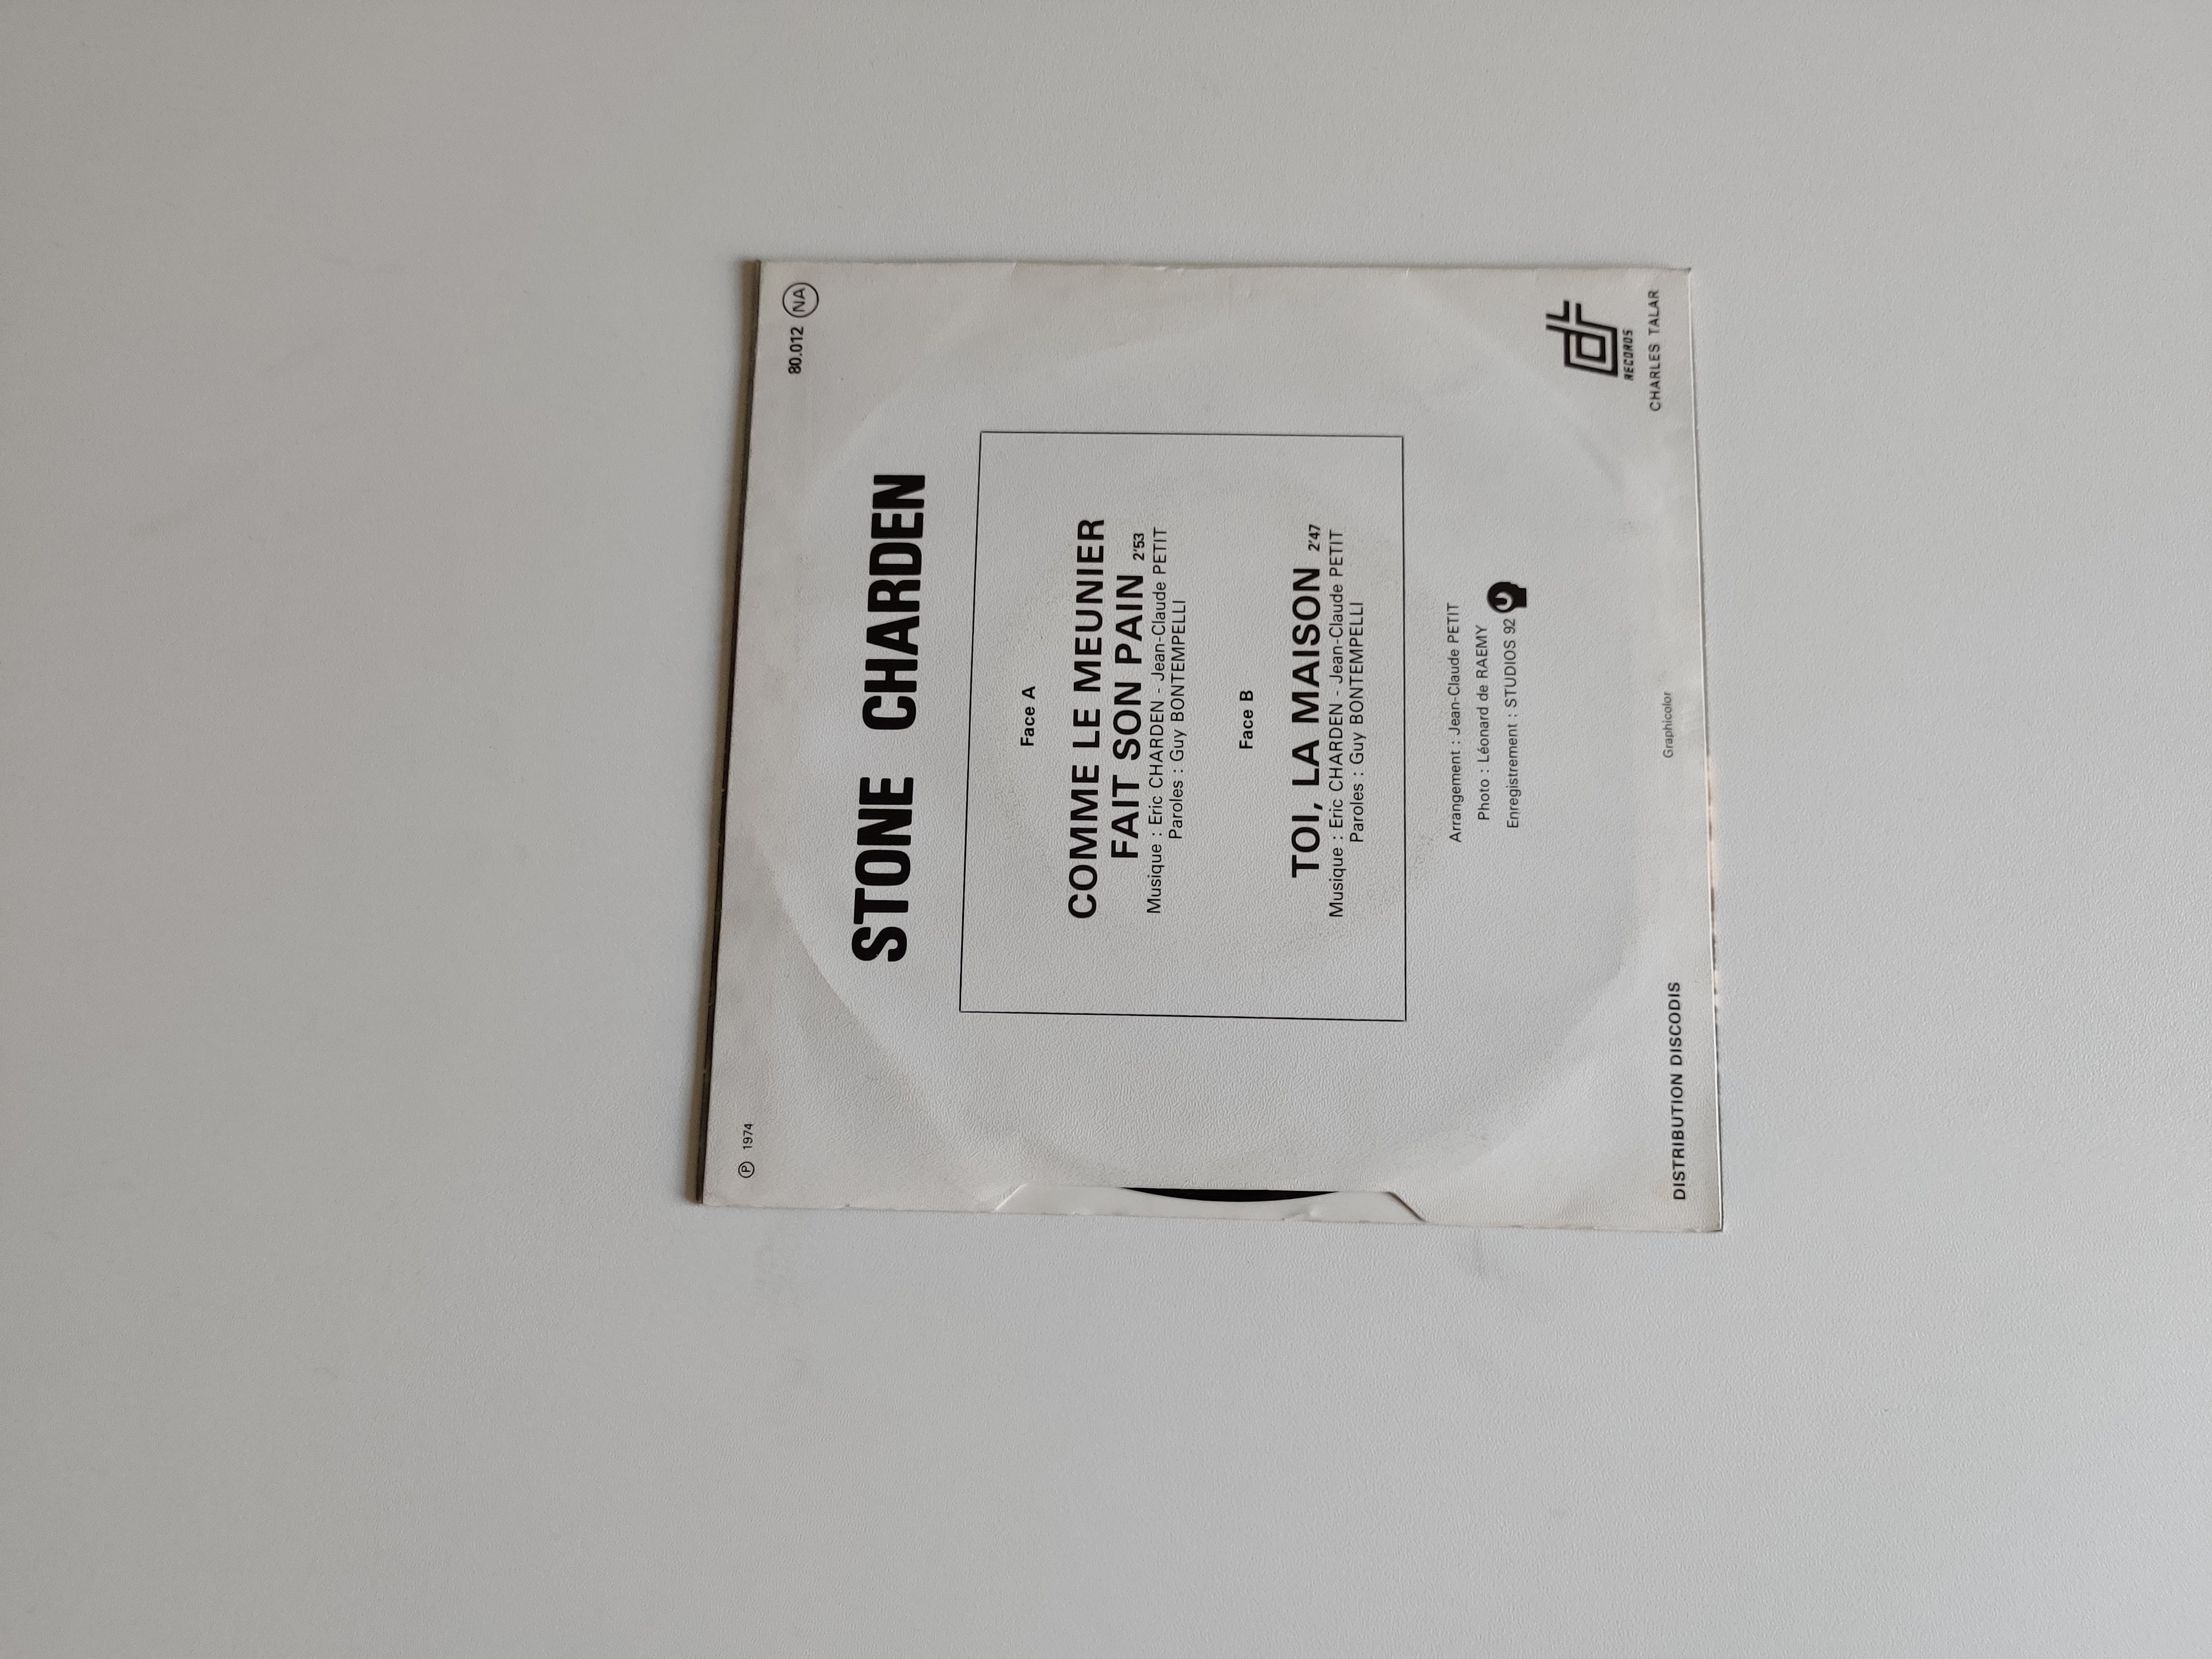 ℗ 1974
80.012 NA
STONE CHARDEN
Face A
COMME LE MEUNIER
FAIT SON PAIN 2'53
Musique : Eric CHARDEN - Jean-Claude PETIT
Paroles : Guy BONTEMPELLI
Face B
TOI, LA MAISON 2'47
Musique : Eric CHARDEN - Jean-Claude PETIT
Paroles : Guy BONTEMPELLI
Arrangement : Jean-Claude PETIT
Photo : Léonard de RAEMY
Enregistrement : STUDIOS 92
RECORDS
CHARLES TALAR
DISTRIBUTION DISCODIS
Graphicolor